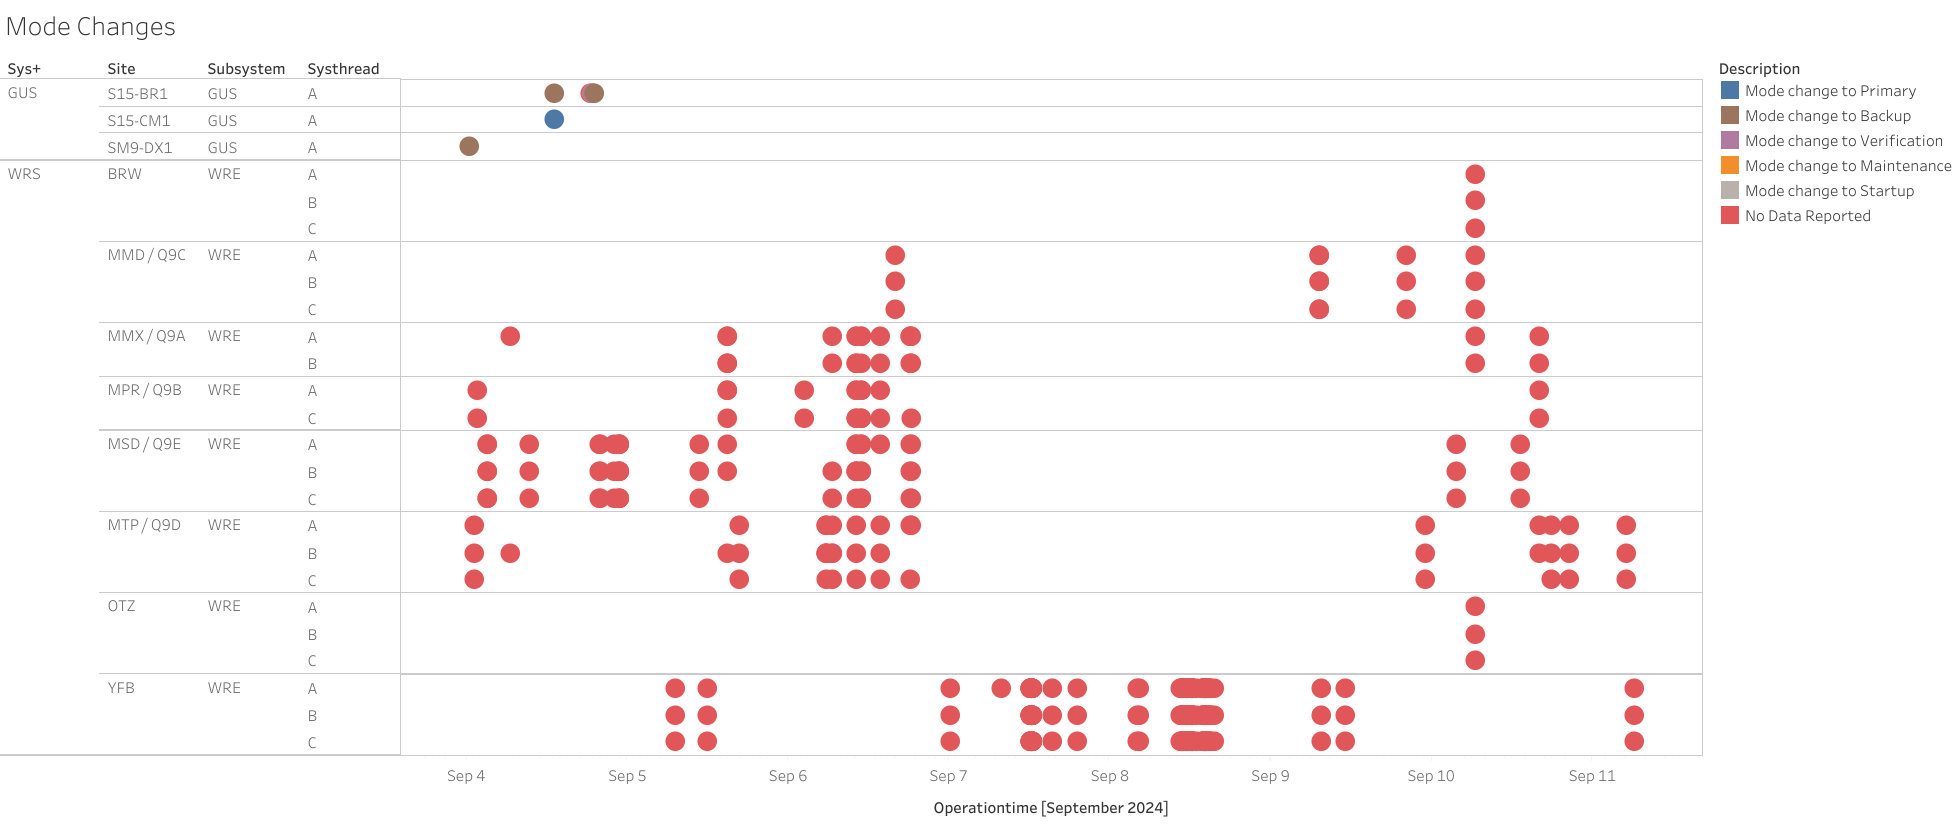 Mode Changes
Sys+ Site Subsystem Systhread
GUS S15-BR1 GUS A
S15-CM1 GUS A
SM9-DX1 GUS A
WRS BRW WRE A
B
C
MMD / Q9C WRE A
B
C
MMX / Q9A WRE A
B
MPR / Q9B WRE A
C
MSD / Q9E WRE A
B
C
MTP / Q9D WRE A
B
C
OTZ WRE A
B
C
YFB WRE A
B
C
Sep 4 Sep 5 Sep 6 Sep 7 Sep 8 Sep 9 Sep 10 Sep 11
Operationtime [September 2024]
Description
Mode change to Primary
Mode change to Backup
Mode change to Verification
Mode change to Maintenance
Mode change to Startup
No Data Reported